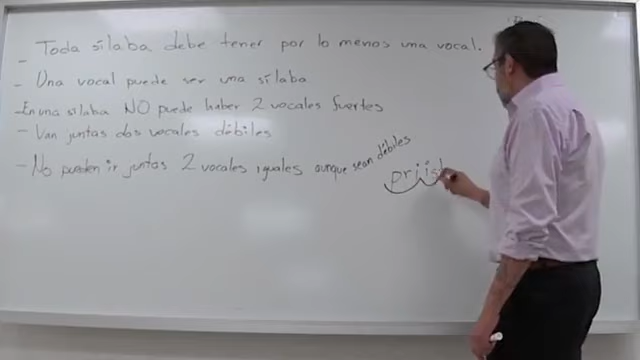 Toda sílaba debe tener por lo menos una vocal.
- Una vocal puede ser una sílaba
- En una sílaba NO puede haber 2 vocales fuertes
- Van juntas dos vocales débiles
- No pueden ir juntas 2 vocales iguales aunque sean débiles
priist